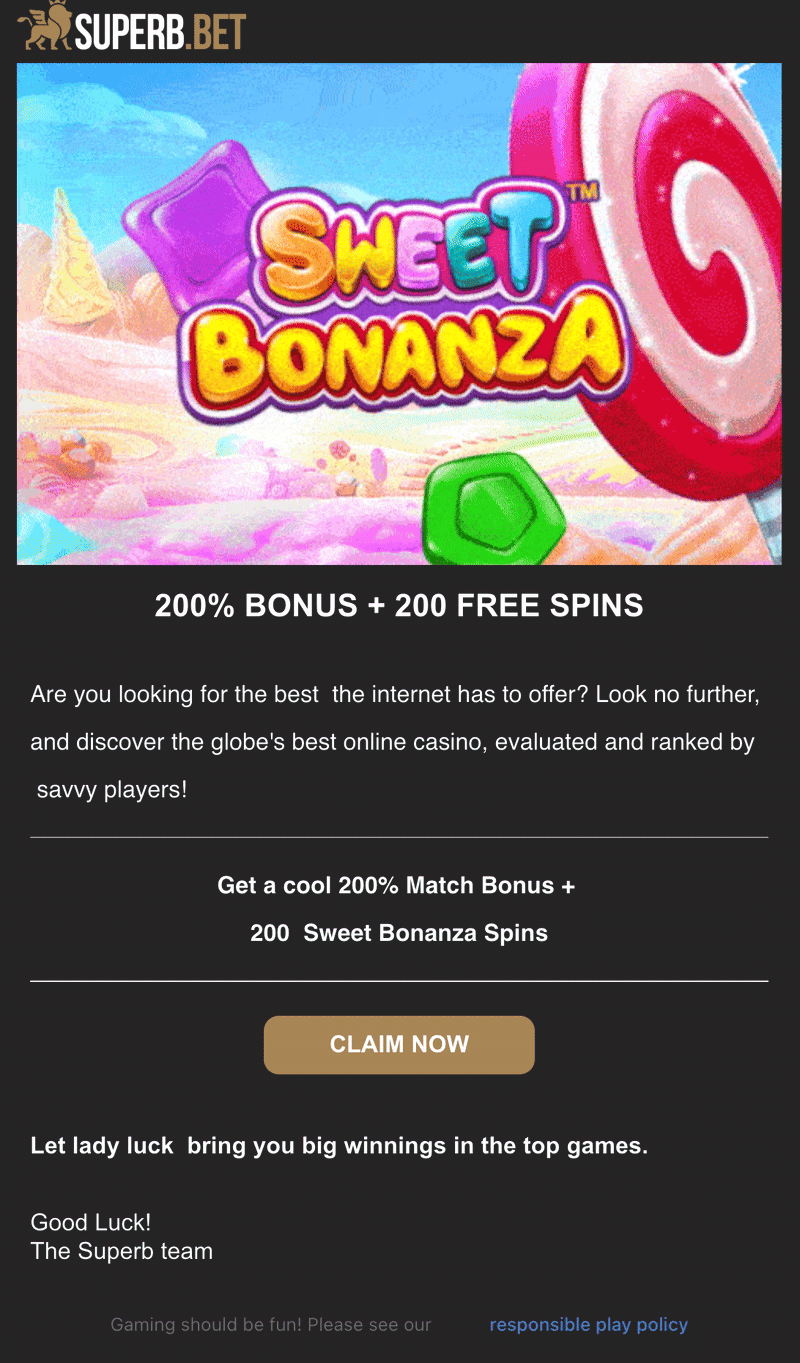 SUPERB.BET
SWEET™
BONANZA
200% BONUS + 200 FREE SPINS
Are you looking for the best  the internet has to offer? Look no further,
and discover the globe's best online casino, evaluated and ranked by
savvy players!
Get a cool 200% Match Bonus +
200  Sweet Bonanza Spins
CLAIM NOW
Let lady luck  bring you big winnings in the top games.
Good Luck!
The Superb team
Gaming should be fun! Please see our responsible play policy